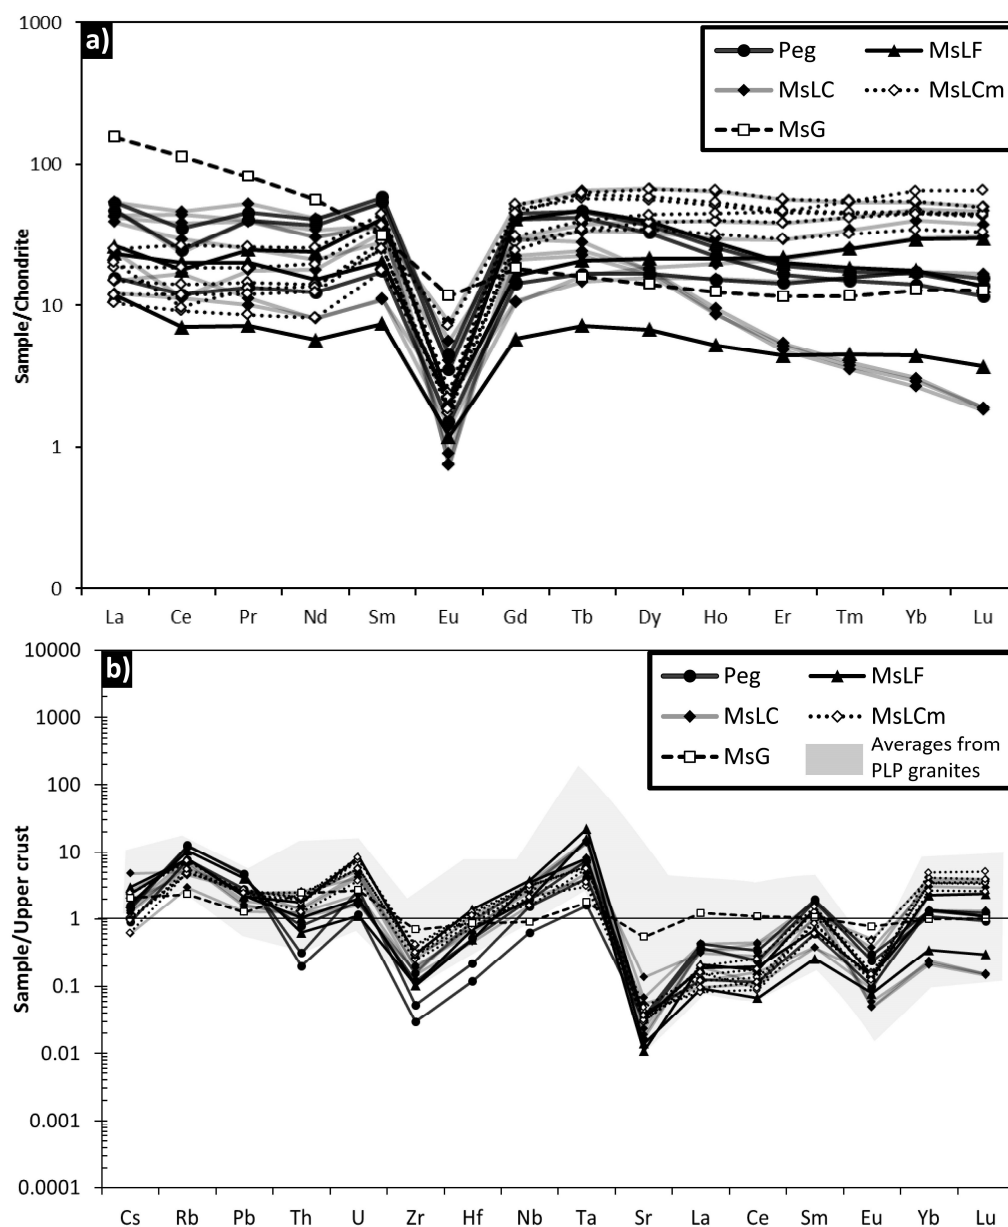 a)
1000
100
10
1
0
Sample/Chondrite
Peg MsLF
MsLC MsLCm
MsG
La Ce Pr Nd Sm Eu Gd Tb Dy Ho Er Tm Yb Lu
b)
10000
1000
100
10
1
0.1
0.01
0.001
0.0001
Sample/Upper crust
Peg MsLF
MsLC MsLCm
MsG Averages from
PLP granites
Cs Rb Pb Th U Zr Hf Nb Ta Sr La Ce Sm Eu Yb Lu